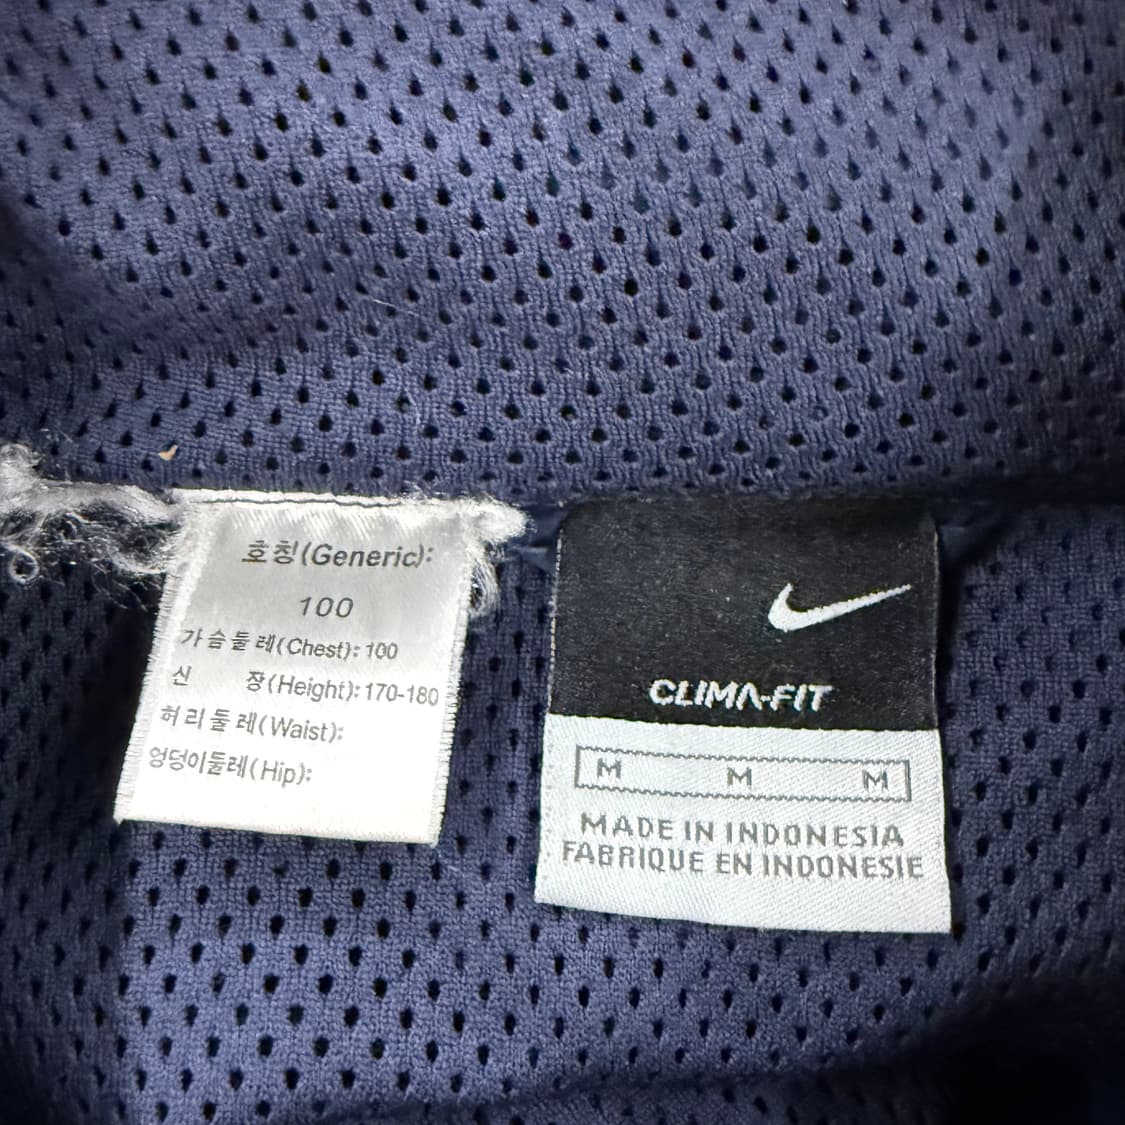 호칭(Generic):
100
가슴둘레(Chest): 100
신 장(Height): 170-180
허리둘레(Waist):
엉덩이둘레(Hip):
CLIMA-FIT
M M M
MADE IN INDONESIA
FABRIQUE EN INDONESIE